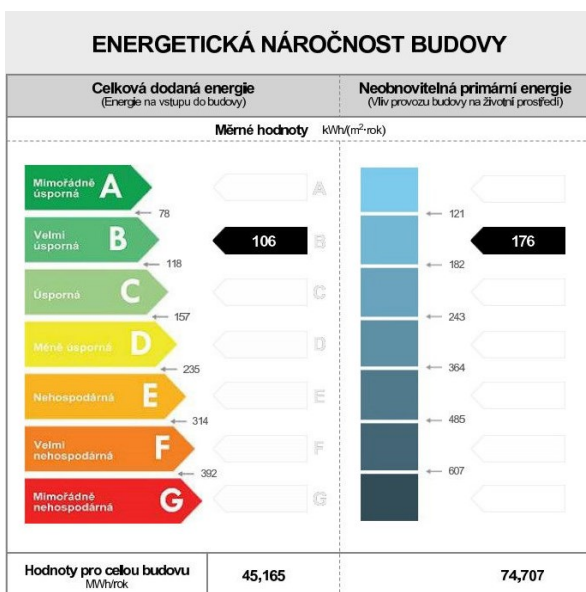 ENERGETICKÁ NÁROČNOST BUDOVY
Celková dodaná energie
(Energie na vstupu do budovy)
Neobnovitelná primární energie
(Vliv provozu budovy na životní prostředí)
Měrné hodnoty kWh/(m²·rok)
Mimořádně úsporná A
A
78
121
Velmi úsporná B
106
B
176
118
182
Úsporná C
C
157
243
Méně úsporná D
D
235
364
Nehospodárná E
E
314
485
Velmi nehospodárná F
F
392
607
Mimořádně nehospodárná G
G
Hodnoty pro celou budovu
MWh/rok
45,165
74,707